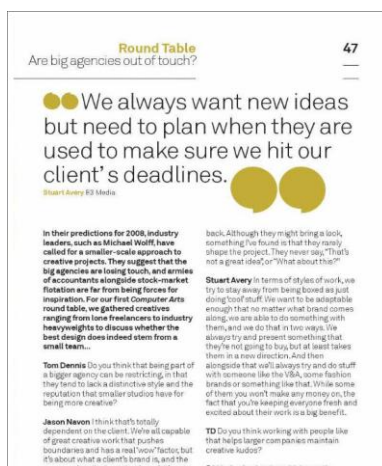 Round Table
47
Are big agencies out of touch?
We always want new ideas
but need to plan when they are
used to make sure we hit our
client's deadlines.
Stuart Avery E3 Media
In their predictions for 2008, industry
leaders, such as Michael Wolff, have
called for a smaller-scale approach to
creative projects. They suggest that the
big agencies are losing touch, and armies
of accountants alongside stock-market
flotation are far from being forces for
inspiration. For our first Computer Arts
round table, we gathered creatives
ranging from lone freelancers to industry
heavyweights to discuss whether the
best design does indeed stem from a
small team...
Tom Dennis Do you think that being part of
a bigger agency can be restricting, in that
they tend to lack a distinctive style and the
reputation that smaller studios have for
being more creative?
Jason Navon I think that's totally
dependent on the client. We're all capable
of great creative work that pushes
boundaries and has a real 'wow' factor, but
it's about what a client's brand is, and the
back. Although they might bring a look,
something I've found is that they rarely
shape the project. They never say, "That's
not a great idea", or "What about this?"
Stuart Avery In terms of styles of work, we
try to stay away from being boxed as just
doing 'cool' stuff. We want to be adaptable
enough that no matter what brand comes
along, we are able to do something with
them, and we do that in two ways. We
always try and present something that
they're not going to buy, but at least takes
them in a new direction. And then
alongside that we'll always try and do stuff
with someone like the V&A, some fashion
brands or something like that. While some
of them you won't make any money on, the
fact that you're keeping everyone fresh and
excited about their work is a big benefit.
TD Do you think working with people like
that helps larger companies maintain
creative kudos?